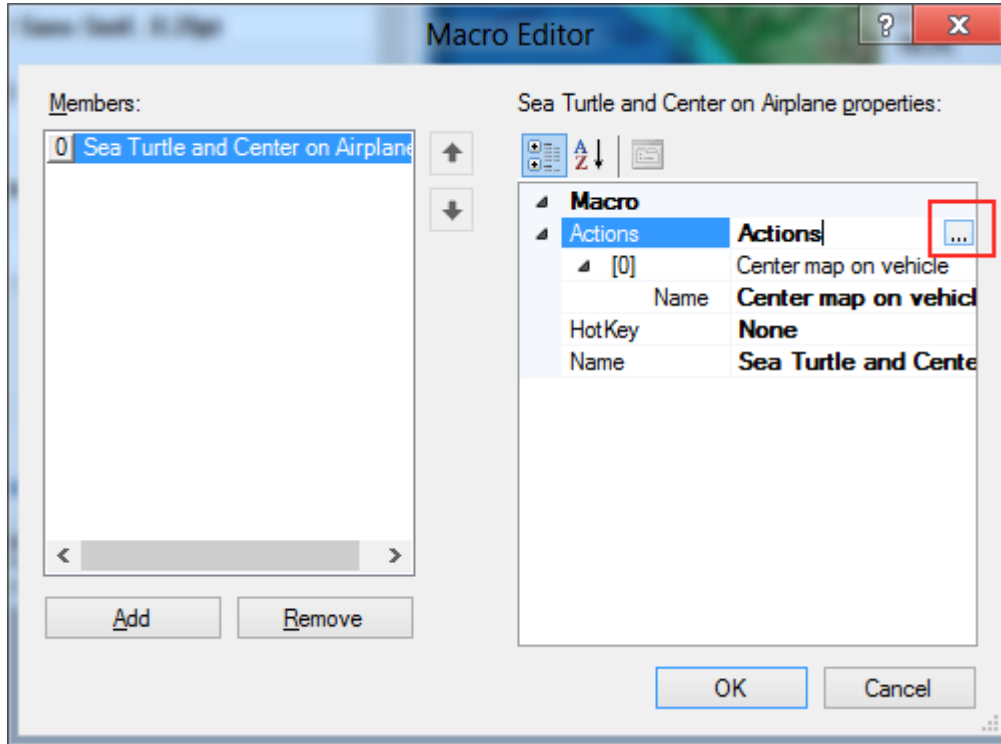 Macro Editor
?
x
Members:
Sea Turtle and Center on Airplane properties:
0 Sea Turtle and Center on Airplane
A
Z
Macro
Actions Actions ...
[0] Center map on vehicle
Name Center map on vehicl
HotKey None
Name Sea Turtle and Cente
Add Remove
OK Cancel